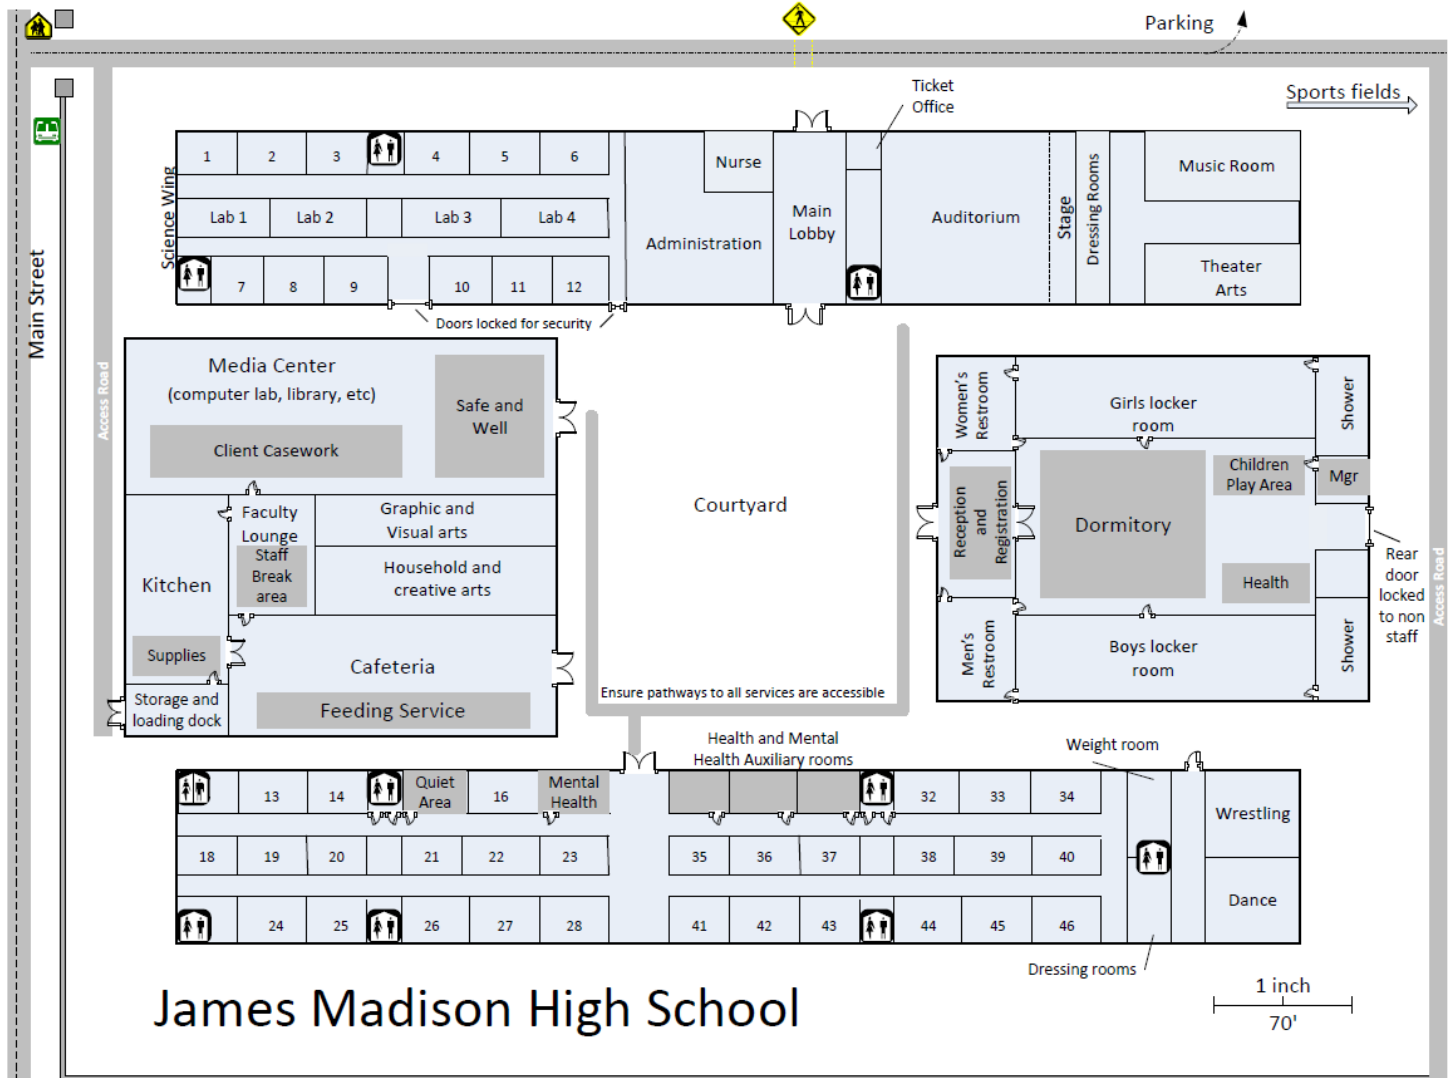 Parking
Sports fields
Ticket
Office
Main Street
Access Road
Science Wing
1
2
3
4
5
6
Lab 1
Lab 2
Lab 3
Lab 4
7
8
9
10
11
12
Doors locked for security
Nurse
Administration
Main
Lobby
Auditorium
Stage
Dressing Rooms
Music Room
Theater
Arts
Media Center
(computer lab, library, etc)
Safe and
Well
Client Casework
Faculty
Lounge
Staff
Break
area
Graphic and
Visual arts
Household and
creative arts
Kitchen
Supplies
Cafeteria
Storage and
loading dock
Feeding Service
Courtyard
Ensure pathways to all services are accessible
Women's
Restroom
Girls locker
room
Shower
Reception
and
Registration
Dormitory
Children
Play Area
Mgr
Health
Men's
Restroom
Boys locker
room
Shower
Rear
door
locked
to non
staff
Access Road
Health and Mental
Health Auxiliary rooms
Weight room
13
14
Quiet
Area
16
Mental
Health
32
33
34
Wrestling
18
19
20
21
22
23
35
36
37
38
39
40
24
25
26
27
28
41
42
43
44
45
46
Dance
Dressing rooms
James Madison High School
1 inch
70'